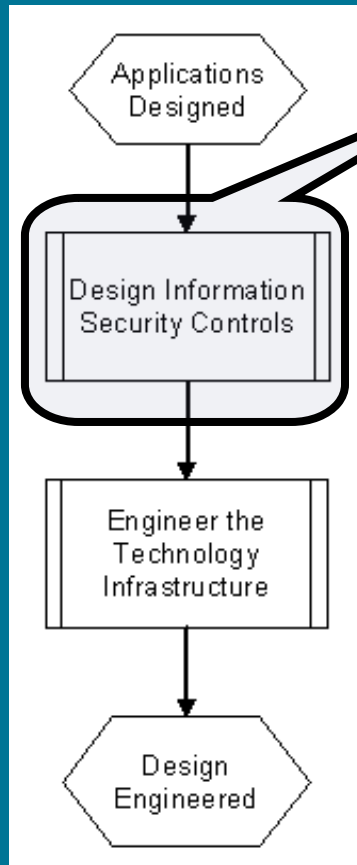 Applications
Designed
Design Information
Security Controls
Engineer the
Technology
Infrastructure
Design
Engineered